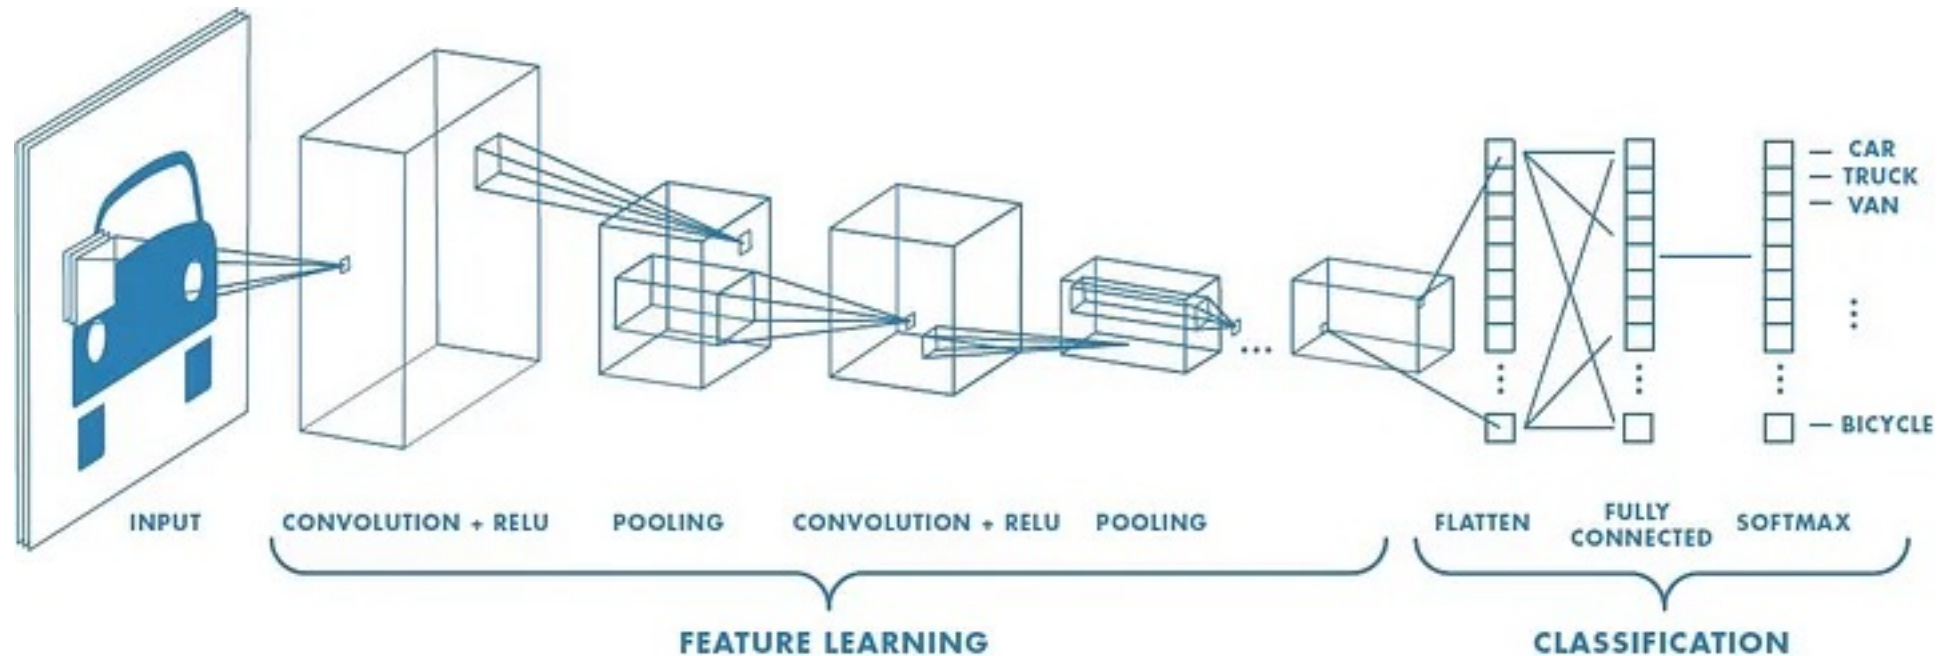 CAR
TRUCK
VAN
BICYCLE
INPUT
CONVOLUTION + RELU
POOLING
CONVOLUTION + RELU
POOLING
FLATTEN
FULLY
CONNECTED
SOFTMAX
FEATURE LEARNING
CLASSIFICATION